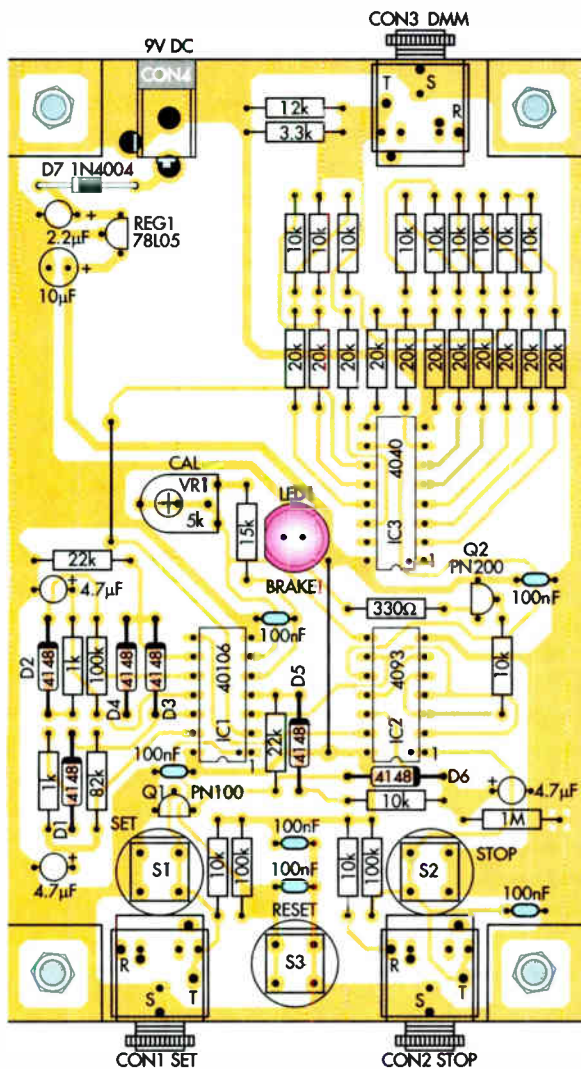 CON3 DMM
9V DC
CON4
T
S
R
12k
3.3k
D7 1N4004
+
2.2µF
REG1
78L05
+
10µF
10k
10k
10k
10k
10k
10k
10k
10k
10k
20k
20k
20k
20k
20k
20k
20k
20k
20k
20k
20k
4040
IC3
1
CAL
VR1
5k
15k
LED1
BRAKE!
Q2
PN200
100nF
22k
+
4.7µF
330Ω
100nF
D2
4148
1k
100k
D4
4148
4148
D3
40106
IC1
1
D5
4148
22k
4093
IC2
1
10k
100nF
1k
4148
D1
82k
Q1
PN100
4148
D6
10k
+
4.7µF
1M
SET
S1
+
4.7µF
10k
100k
100nF
100nF
RESET
10k
100k
S2
STOP
100nF
R
S
T
S3
R
S
T
CON1 SET
CON2 STOP